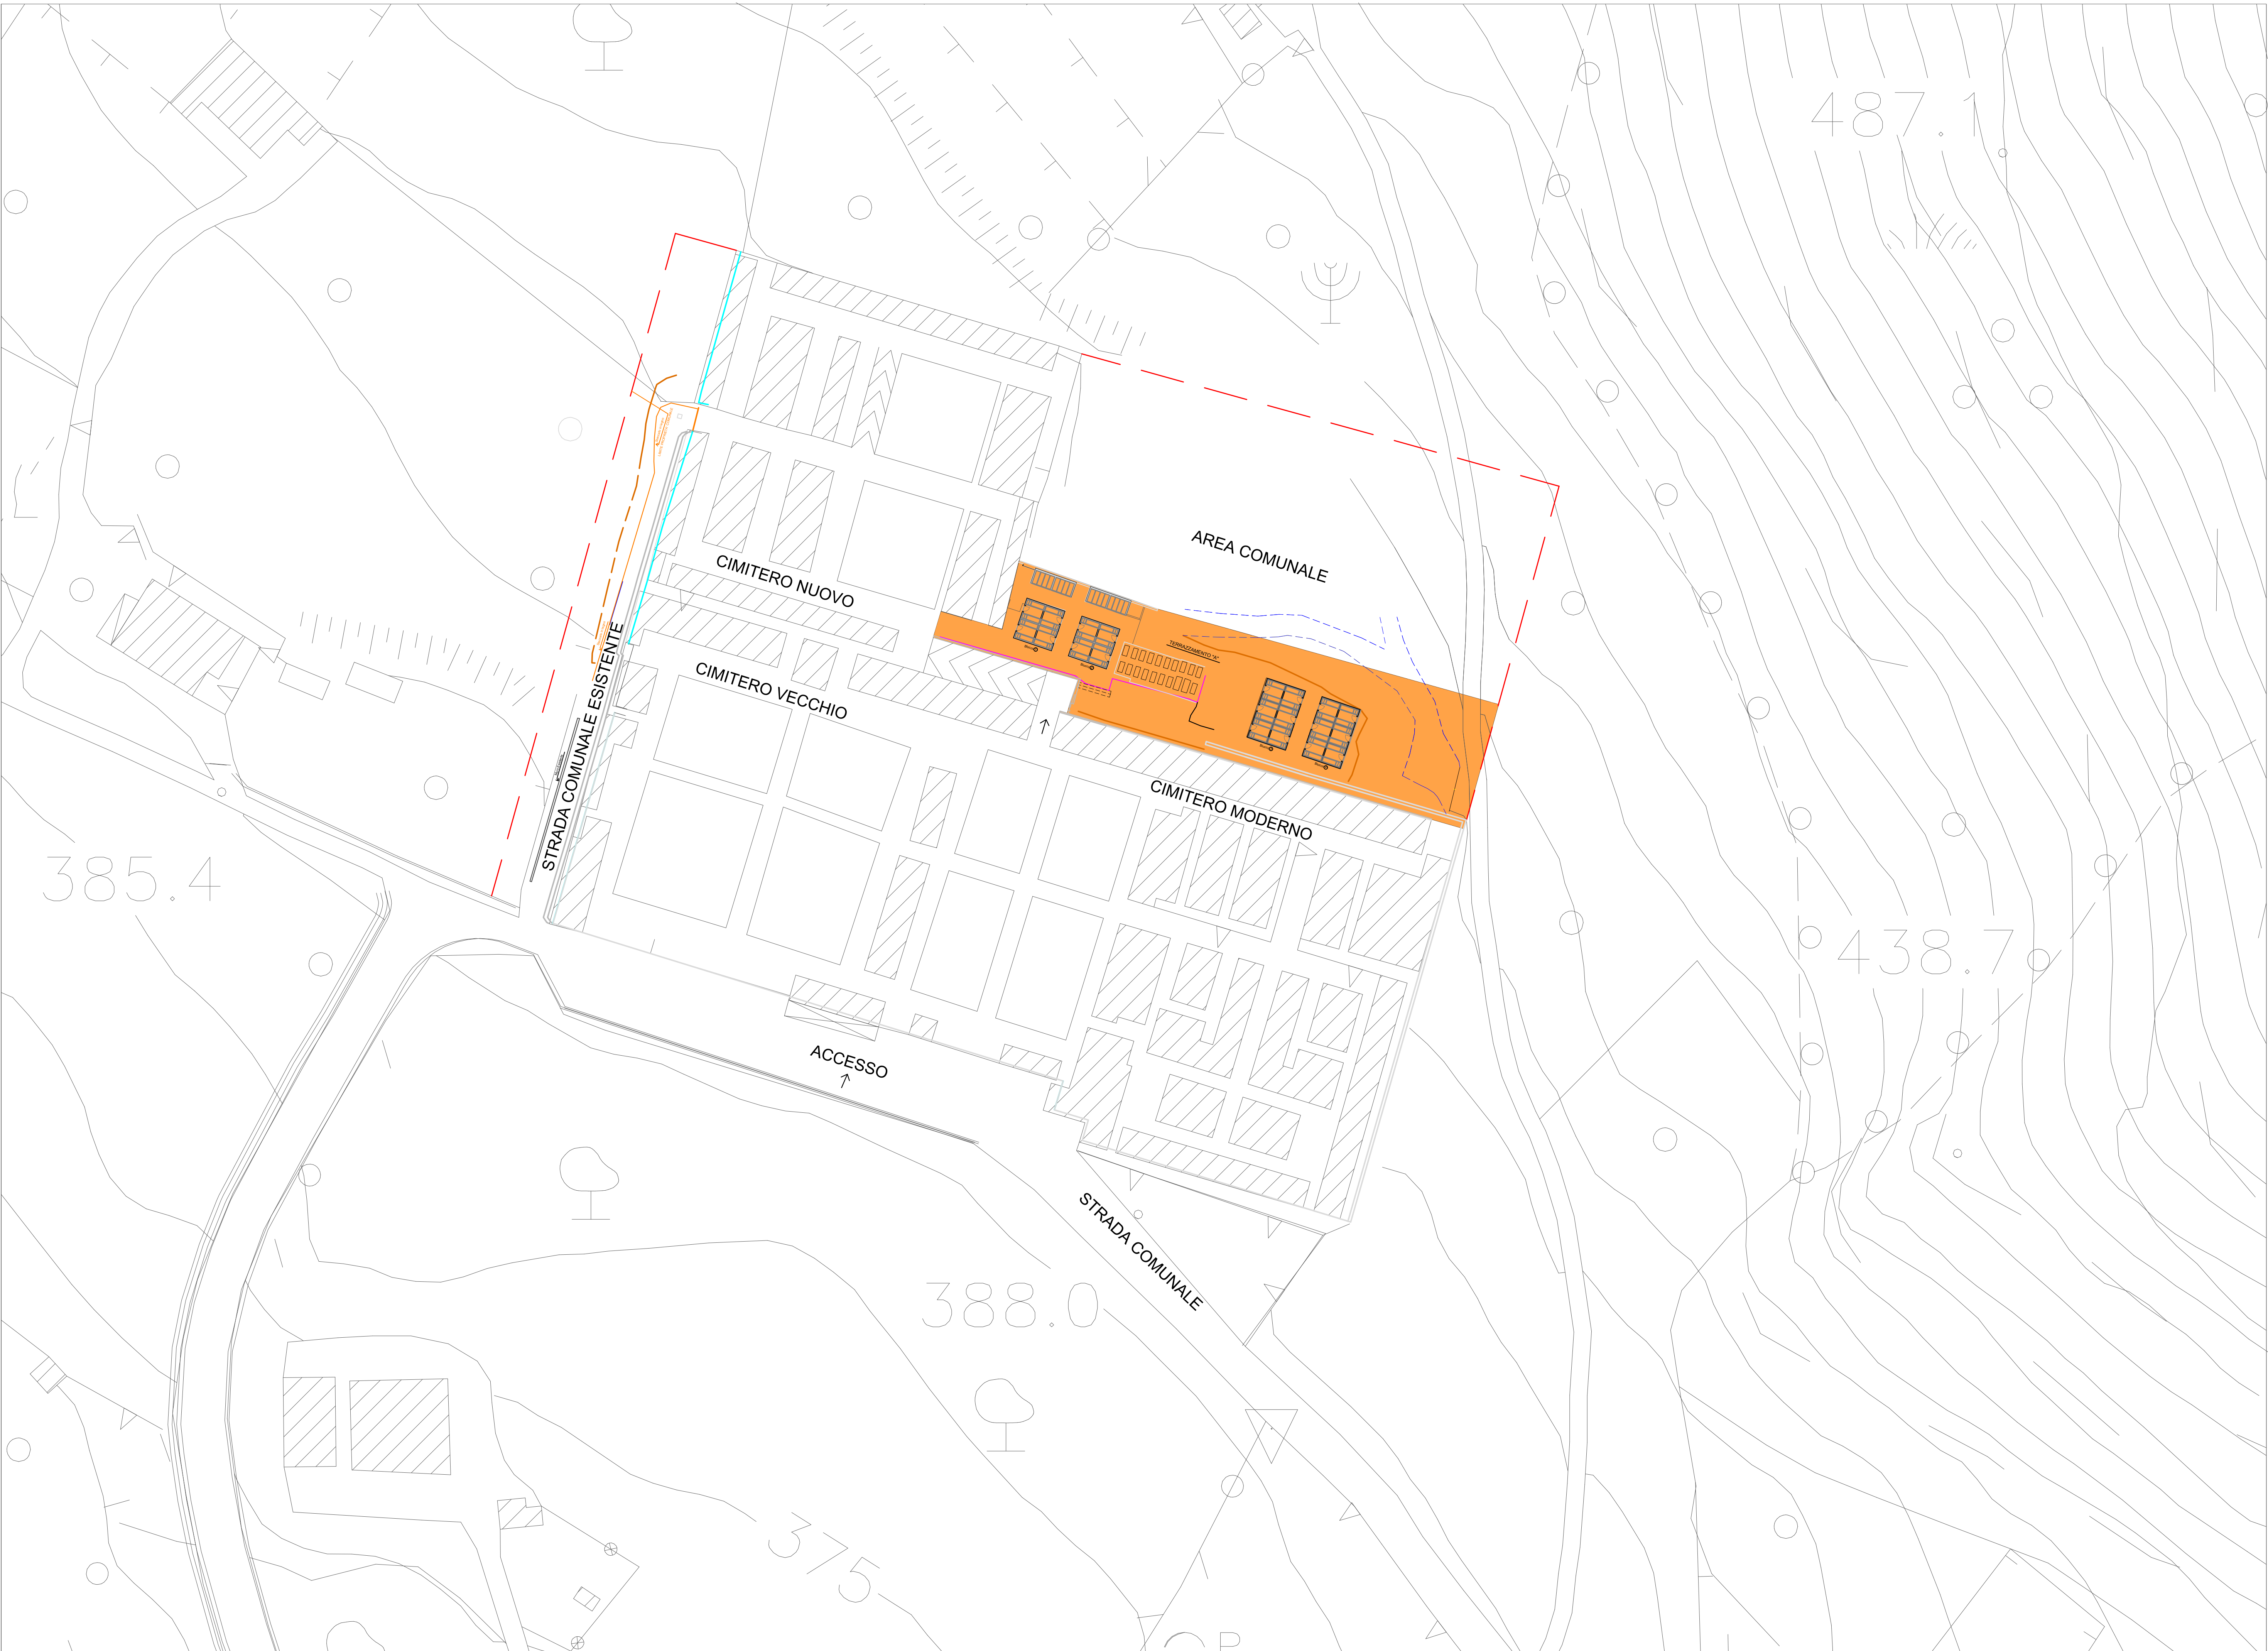 487.1
AREA COMUNALE
CIMITERO NUOVO
TERRAZZAMENTO "A"
CIMITERO VECCHIO
STRADA COMUNALE ESISTENTE
CIMITERO MODERNO
385.4
438.7
ACCESSO
STRADA COMUNALE
388.0
375